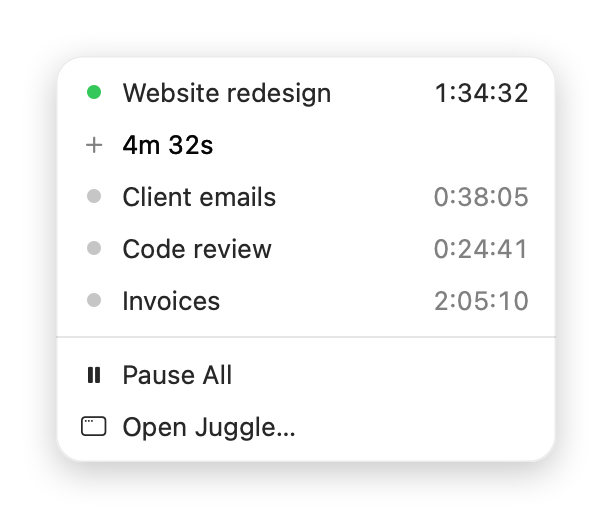 Website redesign 1:34:32
+ 4m 32s
Client emails 0:38:05
Code review 0:24:41
Invoices 2:05:10
Pause All
Open Juggle...